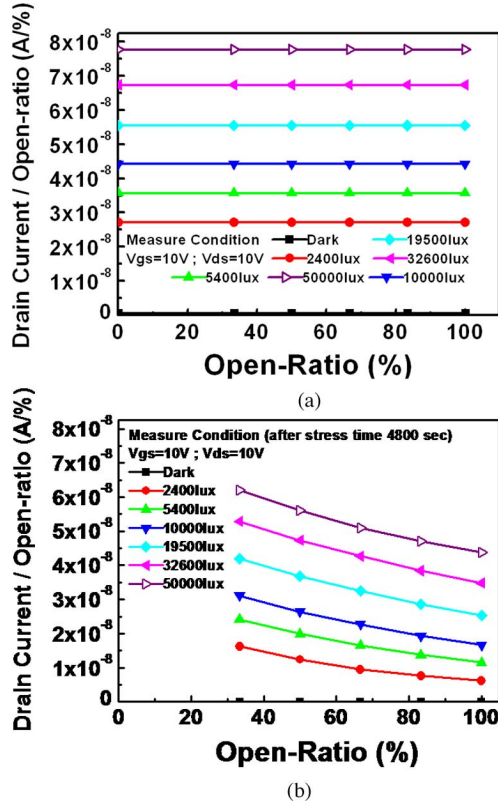 Drain Current / Open-ratio (A/%)
8x10⁻⁸
7x10⁻⁸
6x10⁻⁸
5x10⁻⁸
4x10⁻⁸
3x10⁻⁸
2x10⁻⁸
1x10⁻⁸
0
Measure Condition Dark 19500lux
Vgs=10V ; Vds=10V 2400lux 32600lux
5400lux 50000lux 10000lux
0 20 40 60 80 100
Open-Ratio (%)
(a)
Drain Current / Open-ratio (A/%)
8x10⁻⁸
7x10⁻⁸
6x10⁻⁸
5x10⁻⁸
4x10⁻⁸
3x10⁻⁸
2x10⁻⁸
1x10⁻⁸
0
Measure Condition (after stress time 4800 sec)
Vgs=10V ; Vds=10V
Dark
2400lux
5400lux
10000lux
19500lux
32600lux
50000lux
0 20 40 60 80 100
Open-Ratio (%)
(b)